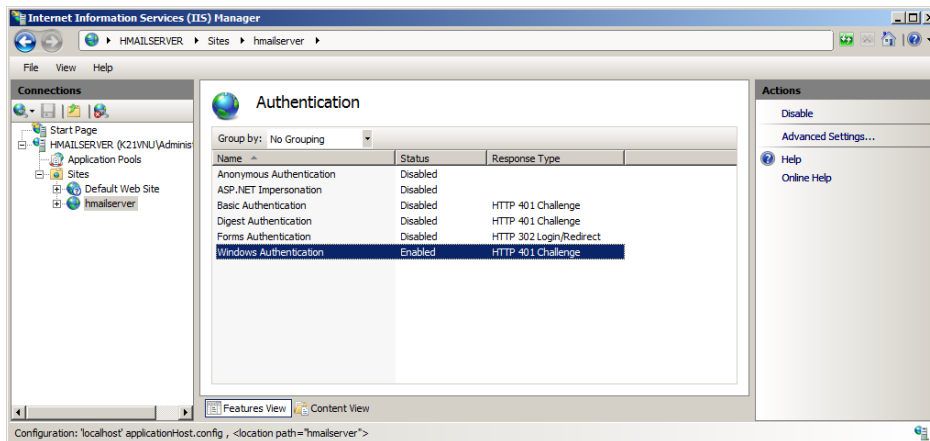 Internet Information Services (IIS) Manager
HMAILSERVER Sites hmailserver
File View Help
Connections
Start Page
HMAILSERVER (K21VNU\Adminis
Application Pools
Sites
Default Web Site
hmailserver
Authentication
Group by: No Grouping
Name Status Response Type
Anonymous Authentication Disabled
ASP.NET Impersonation Disabled
Basic Authentication Disabled HTTP 401 Challenge
Digest Authentication Disabled HTTP 401 Challenge
Forms Authentication Disabled HTTP 302 Login/Redirect
Windows Authentication Enabled HTTP 401 Challenge
Features View Content View
Actions
Disable
Advanced Settings...
Help
Online Help
Configuration: 'localhost' applicationHost.config , <location path="hmailserver">